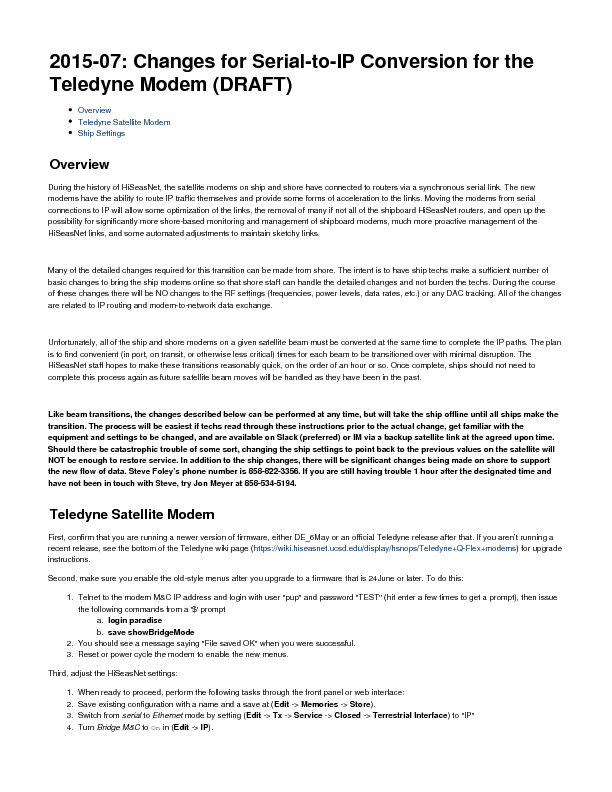 2015-07: Changes for Serial-to-IP Conversion for the
Teledyne Modem (DRAFT)
• Overview
• Teledyne Satellite Modem
• Ship Settings
Overview
During the history of HiSeasNet, the satellite modems on ship and shore have connected to routers via a synchronous serial link. The new
modems have the ability to route IP traffic themselves and provide some forms of acceleration to the links. Moving the modems from serial
connections to IP will allow some optimization of the links, the removal of many if not all of the shipboard HiSeasNet routers, and open up the
possibility for significantly more shore-based monitoring and management of shipboard modems, much more proactive management of the
HiSeasNet links, and some automated adjustments to maintain sketchy links.
Many of the detailed changes required for this transition can be made from shore. The intent is to have ship techs make a sufficient number of
basic changes to bring the ship modems online so that shore staff can handle the detailed changes and not burden the techs. During the course
of these changes there will be NO changes to the RF settings (frequencies, power levels, data rates, etc.) or any DAC tracking. All of the changes
are related to IP routing and modem-to-network data exchange.
Unfortunately, all of the ship and shore modems on a given satellite beam must be converted at the same time to complete the IP paths. The plan
is to find convenient (in port, on transit, or otherwise less critical) times for each beam to be transitioned over with minimal disruption. The
HiSeasNet staff hopes to make these transitions reasonably quick, on the order of an hour or so. Once complete, ships should not need to
complete this process again as future satellite beam moves will be handled as they have been in the past.
Like beam transitions, the changes described below can be performed at any time, but will take the ship offline until all ships make the
transition. The process will be easiest if techs read through these instructions prior to the actual change, get familiar with the
equipment and settings to be changed, and are available on Slack (preferred) or IM via a backup satellite link at the agreed upon time.
Should there be catastrophic trouble of some sort, changing the ship settings to point back to the previous values on the satellite will
NOT be enough to restore service. In addition to the ship changes, there will be significant changes being made on shore to support
the new flow of data. Steve Foley's phone number is 858-822-3356. If you are still having trouble 1 hour after the designated time and
have not been in touch with Steve, try Jon Meyer at 858-534-5194.
Teledyne Satellite Modem
First, confirm that you are running a newer version of firmware, either DE_6May or an official Teledyne release after that. If you aren't running a
recent release, see the bottom of the Teledyne wiki page (https://wiki.hiseasnet.ucsd.edu/display/hsnops/Teledyne+Q-Flex+modems) for upgrade
instructions.
Second, make sure you enable the old-style menus after you upgrade to a firmware that is 24June or later. To do this:
1. Telnet to the modem M&C IP address and login with user "pup" and password "TEST" (hit enter a few times to get a prompt), then issue
the following commands from a '$' prompt
a. login paradise
b. save showBridgeMode
2. You should see a message saying "File saved OK" when you were successful.
3. Reset or power cycle the modem to enable the new menus.
Third, adjust the HiSeasNet settings:
1. When ready to proceed, perform the following tasks through the front panel or web interface:
2. Save existing configuration with a name and a save at (Edit -> Memories -> Store).
3. Switch from serial to Ethernet mode by setting (Edit -> Tx -> Service -> Closed -> Terrestrial Interface) to "IP"
4. Turn Bridge M&C to On in (Edit -> IP).